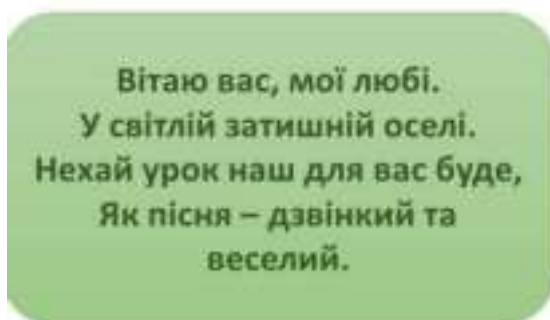 Вітаю вас, мої любі.
У світлій затишній оселі.
Нехай урок наш для вас буде,
Як пісня – дзвінкий та
веселий.